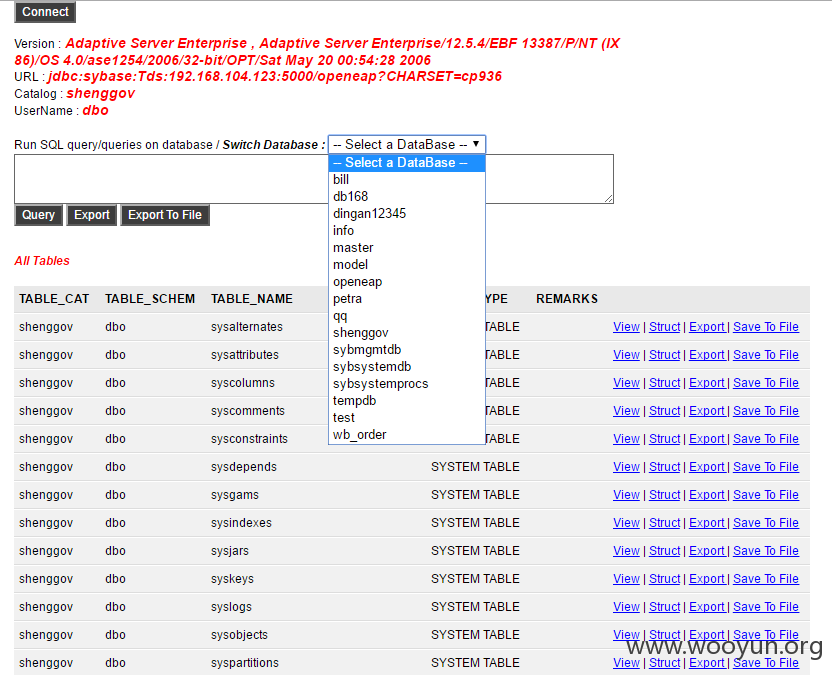 Connect
Version : Adaptive Server Enterprise , Adaptive Server Enterprise/12.5.4/EBF 13387/P/NT (IX
86)/OS 4.0/ase1254/2006/32-bit/OPT/Sat May 20 00:54:28 2006
URL : jdbc:sybase:Tds:192.168.104.123:5000/openeap?CHARSET=cp936
Catalog : shenggov
UserName : dbo
Run SQL query/queries on database / Switch Database : -- Select a DataBase --
-- Select a DataBase --
bill
db168
dingan12345
info
master
model
openeap
petra
qq
shenggov
sybmgmtdb
sybsystemdb
sybsystemprocs
tempdb
test
wb_order
Query Export Export To File
All Tables
TABLE_CAT TABLE_SCHEM TABLE_NAME YPE REMARKS
shenggov dbo sysalternates TABLE View | Struct | Export | Save To File
shenggov dbo sysattributes TABLE View | Struct | Export | Save To File
shenggov dbo syscolumns TABLE View | Struct | Export | Save To File
shenggov dbo syscomments TABLE View | Struct | Export | Save To File
shenggov dbo sysconstraints TABLE View | Struct | Export | Save To File
shenggov dbo sysdepends SYSTEM TABLE View | Struct | Export | Save To File
shenggov dbo sysgams SYSTEM TABLE View | Struct | Export | Save To File
shenggov dbo sysindexes SYSTEM TABLE View | Struct | Export | Save To File
shenggov dbo sysjars SYSTEM TABLE View | Struct | Export | Save To File
shenggov dbo syskeys SYSTEM TABLE View | Struct | Export | Save To File
shenggov dbo syslogs SYSTEM TABLE View | Struct | Export | Save To File
shenggov dbo sysobjects SYSTEM TABLE View | Struct | Export | Save To File
shenggov dbo syspartitions SYSTEM TABLE View | Struct | Export | Save To File
www.wooyun.org